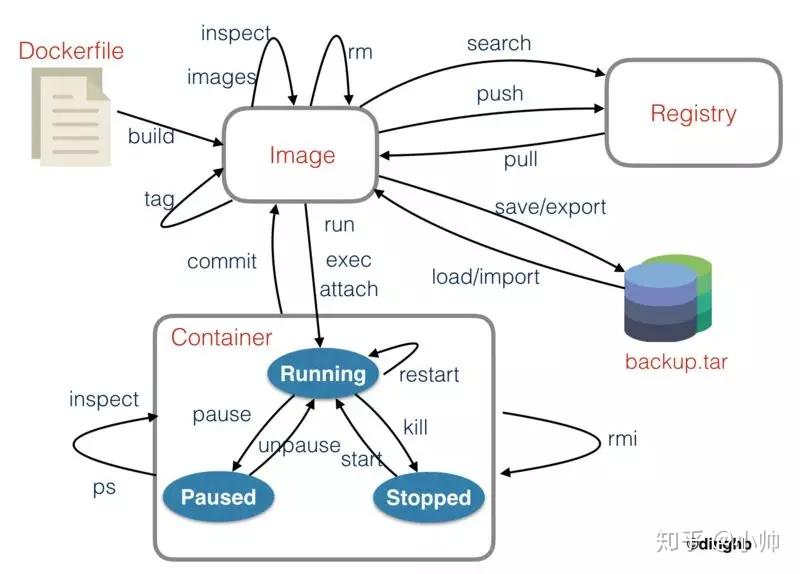 Dockerfile
inspect
images
rm
search
push
pull
Registry
build
Image
tag
run
exec
attach
commit
save/export
load/import
backup.tar
Container
Running
restart
inspect
ps
pause
unpause
start
kill
rmi
Paused
Stopped
知乎 @小帅
@dinghb